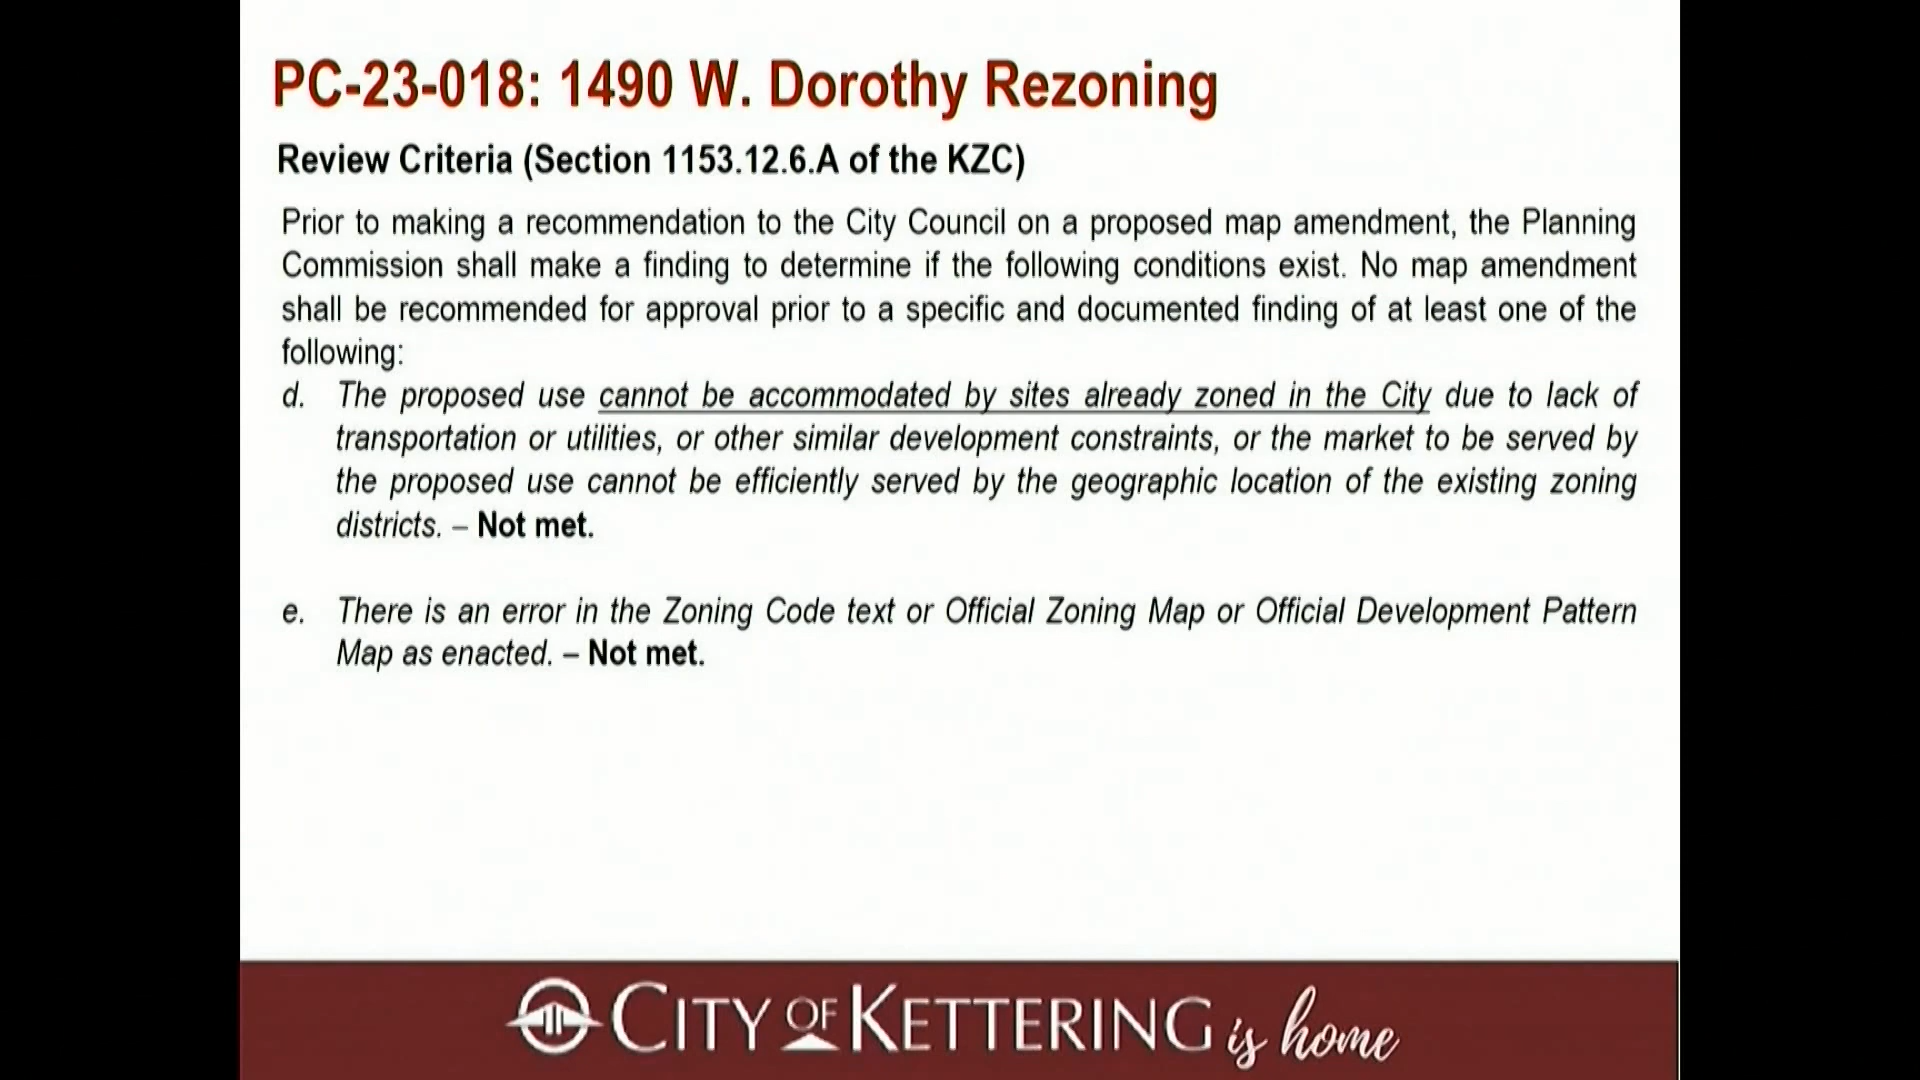 PC-23-018: 1490 W. Dorothy Rezoning
Review Criteria (Section 1153.12.6.A of the KZC)
Prior to making a recommendation to the City Council on a proposed map amendment, the Planning
Commission shall make a finding to determine if the following conditions exist. No map amendment
shall be recommended for approval prior to a specific and documented finding of at least one of the
following:
d. The proposed use cannot be accommodated by sites already zoned in the City due to lack of
transportation or utilities, or other similar development constraints, or the market to be served by
the proposed use cannot be efficiently served by the geographic location of the existing zoning
districts. – Not met.
e. There is an error in the Zoning Code text or Official Zoning Map or Official Development Pattern
Map as enacted. – Not met.
CITY OF KETTERING is home